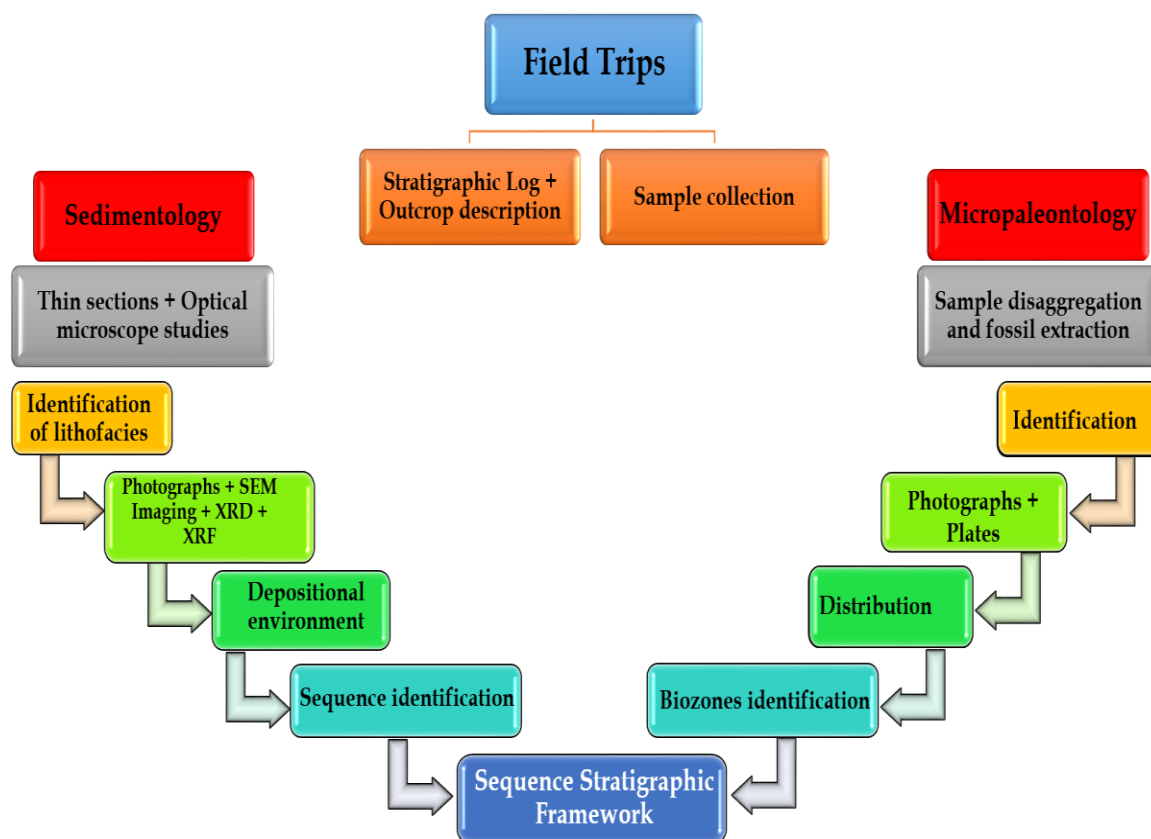 Field Trips
Stratigraphic Log +
Outcrop description
Sample collection
Sedimentology
Thin sections + Optical
microscope studies
Identification
of lithofacies
Photographs + SEM
Imaging + XRD +
XRF
Depositional
environment
Sequence identification
Micropaleontology
Sample disaggregation
and fossil extraction
Identification
Photographs +
Plates
Distribution
Biozones identification
Sequence Stratigraphic
Framework